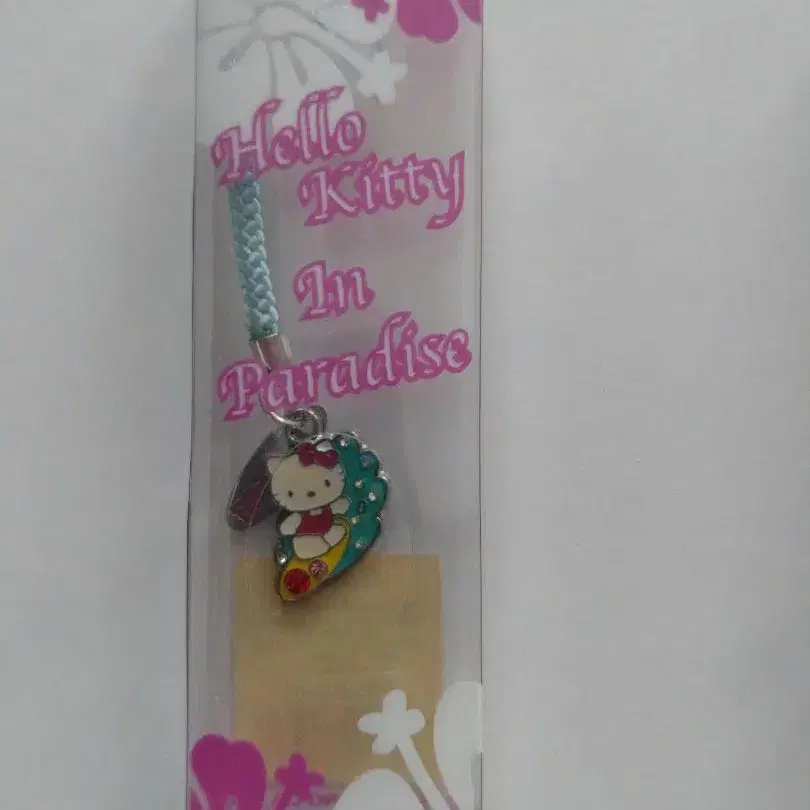 Hello
Kitty
In
Paradise